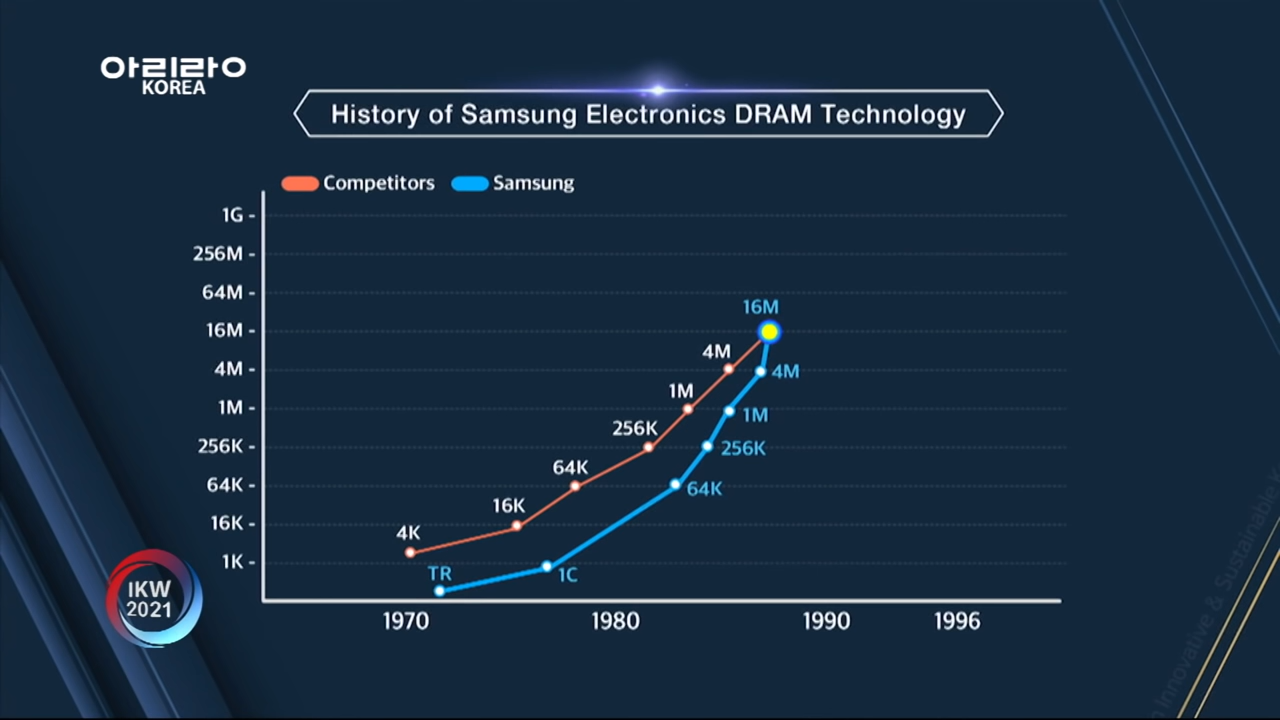 아리랑
KOREA
History of Samsung Electronics DRAM Technology
Competitors Samsung
1G -
256M -
64M -
16M -
4M -
1M -
256K -
64K -
16K -
1K -
16M
4M
4M
1M
1M
256K
256K
64K
64K
16K
4K
TR
1C
1970 1980 1990 1996
IKW
2021
Innovative & Sustainable